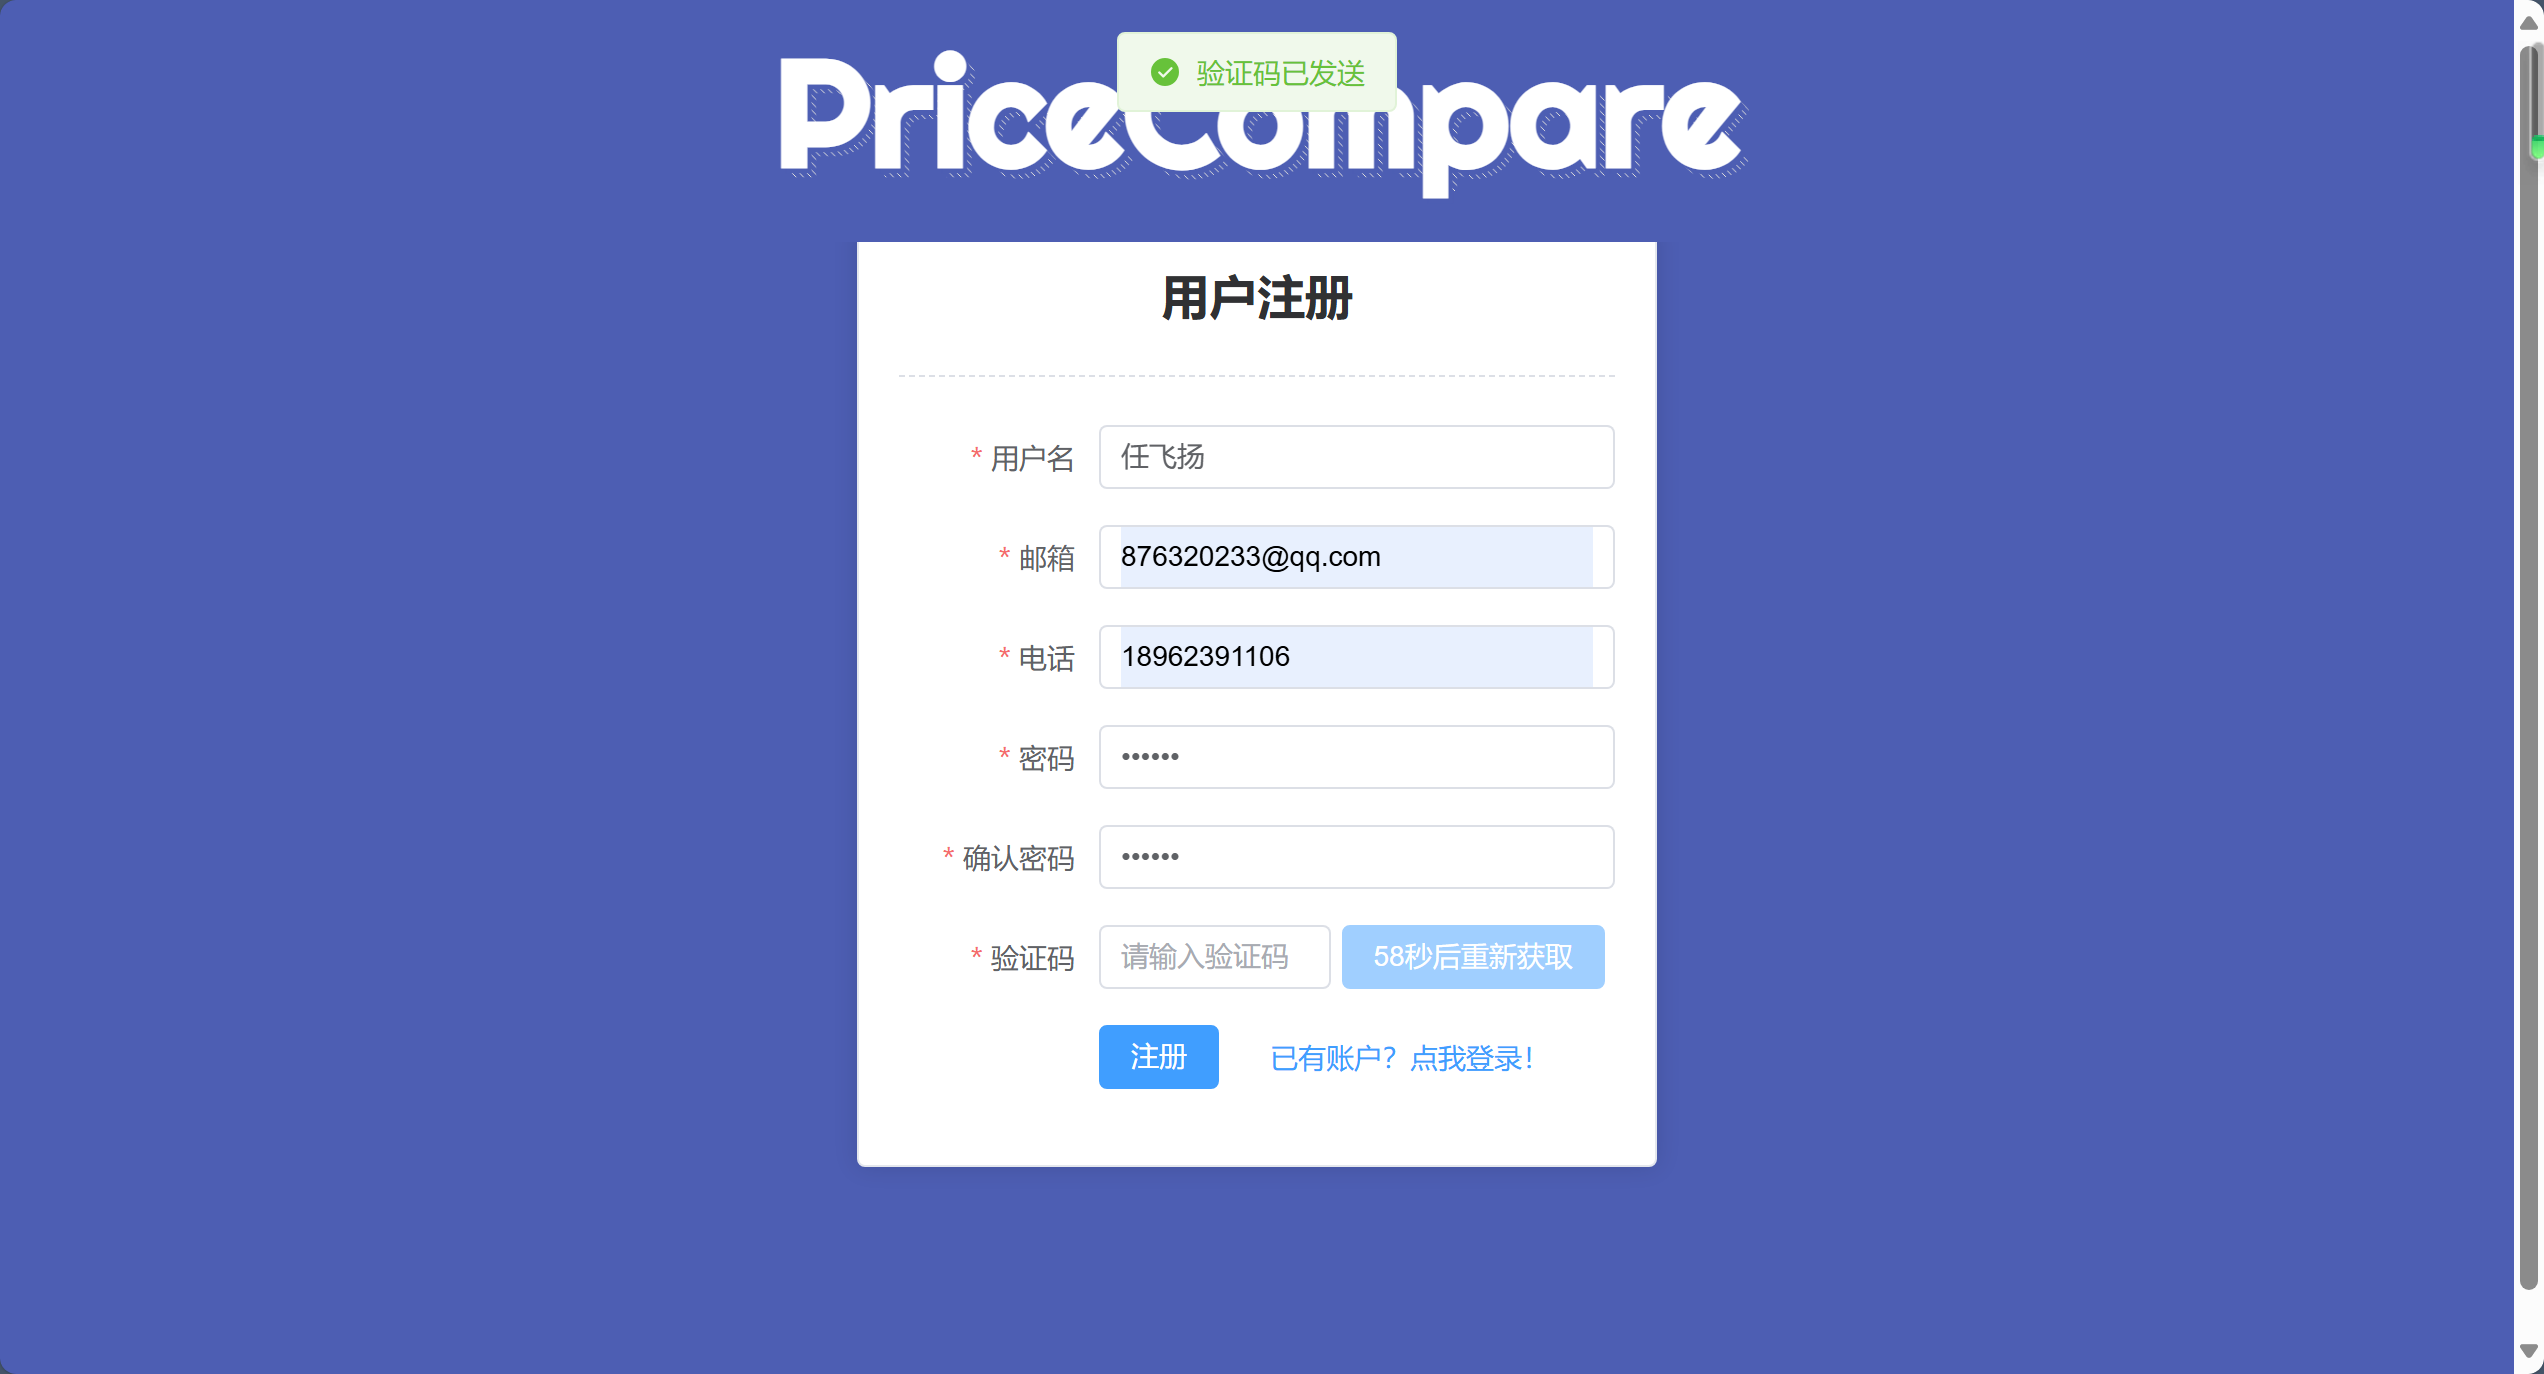 验证码已发送
PriceCompare
用户注册
* 用户名 任飞扬
* 邮箱 876320233@qq.com
* 电话 18962391106
* 密码 ••••••
* 确认密码 ••••••
* 验证码 请输入验证码 58秒后重新获取
注册 已有账户？点我登录！